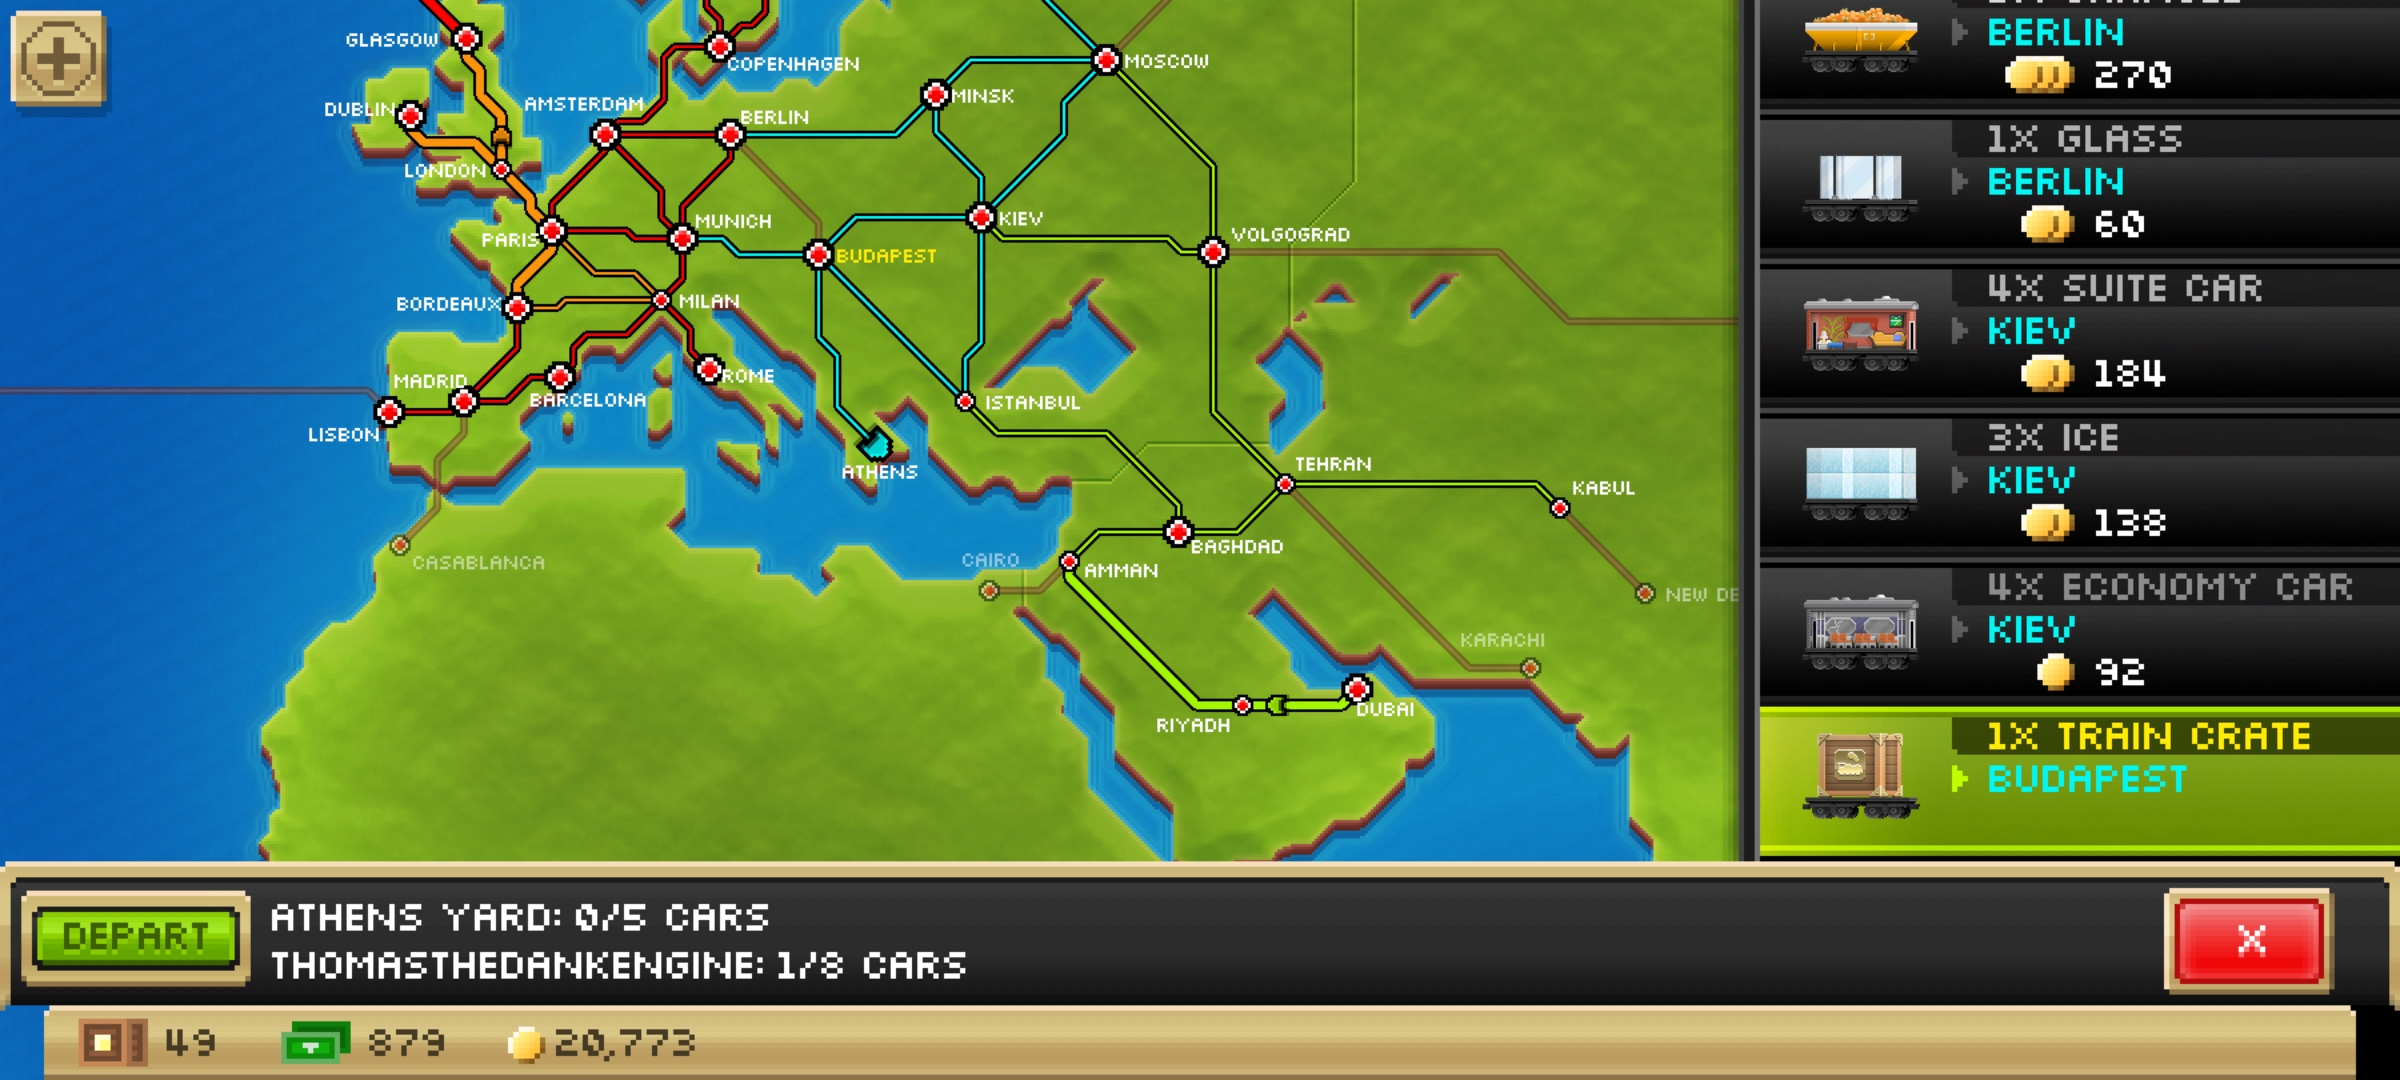 GLASGOW
COPENHAGEN
MOSCOW
DUBLIN
AMSTERDAM
BERLIN
MINSK
LONDON
PARIS
MUNICH
KIEV
BUDAPEST
VOLGOGRAD
BORDEAUX
MILAN
MADRID
BARCELONA
ROME
ISTANBUL
LISBON
ATHENS
TEHRAN
KABUL
CASABLANCA
CAIRO
AMMAN
BAGHDAD
NEW DE
KARACHI
RIYADH
DUBAI
BERLIN
270
1X GLASS
BERLIN
60
4X SUITE CAR
KIEV
184
3X ICE
KIEV
138
4X ECONOMY CAR
KIEV
92
1X TRAIN CRATE
BUDAPEST
DEPART
ATHENS YARD: 0/5 CARS
THOMASTHEDANKENGINE: 1/8 CARS
X
49
879
20,773